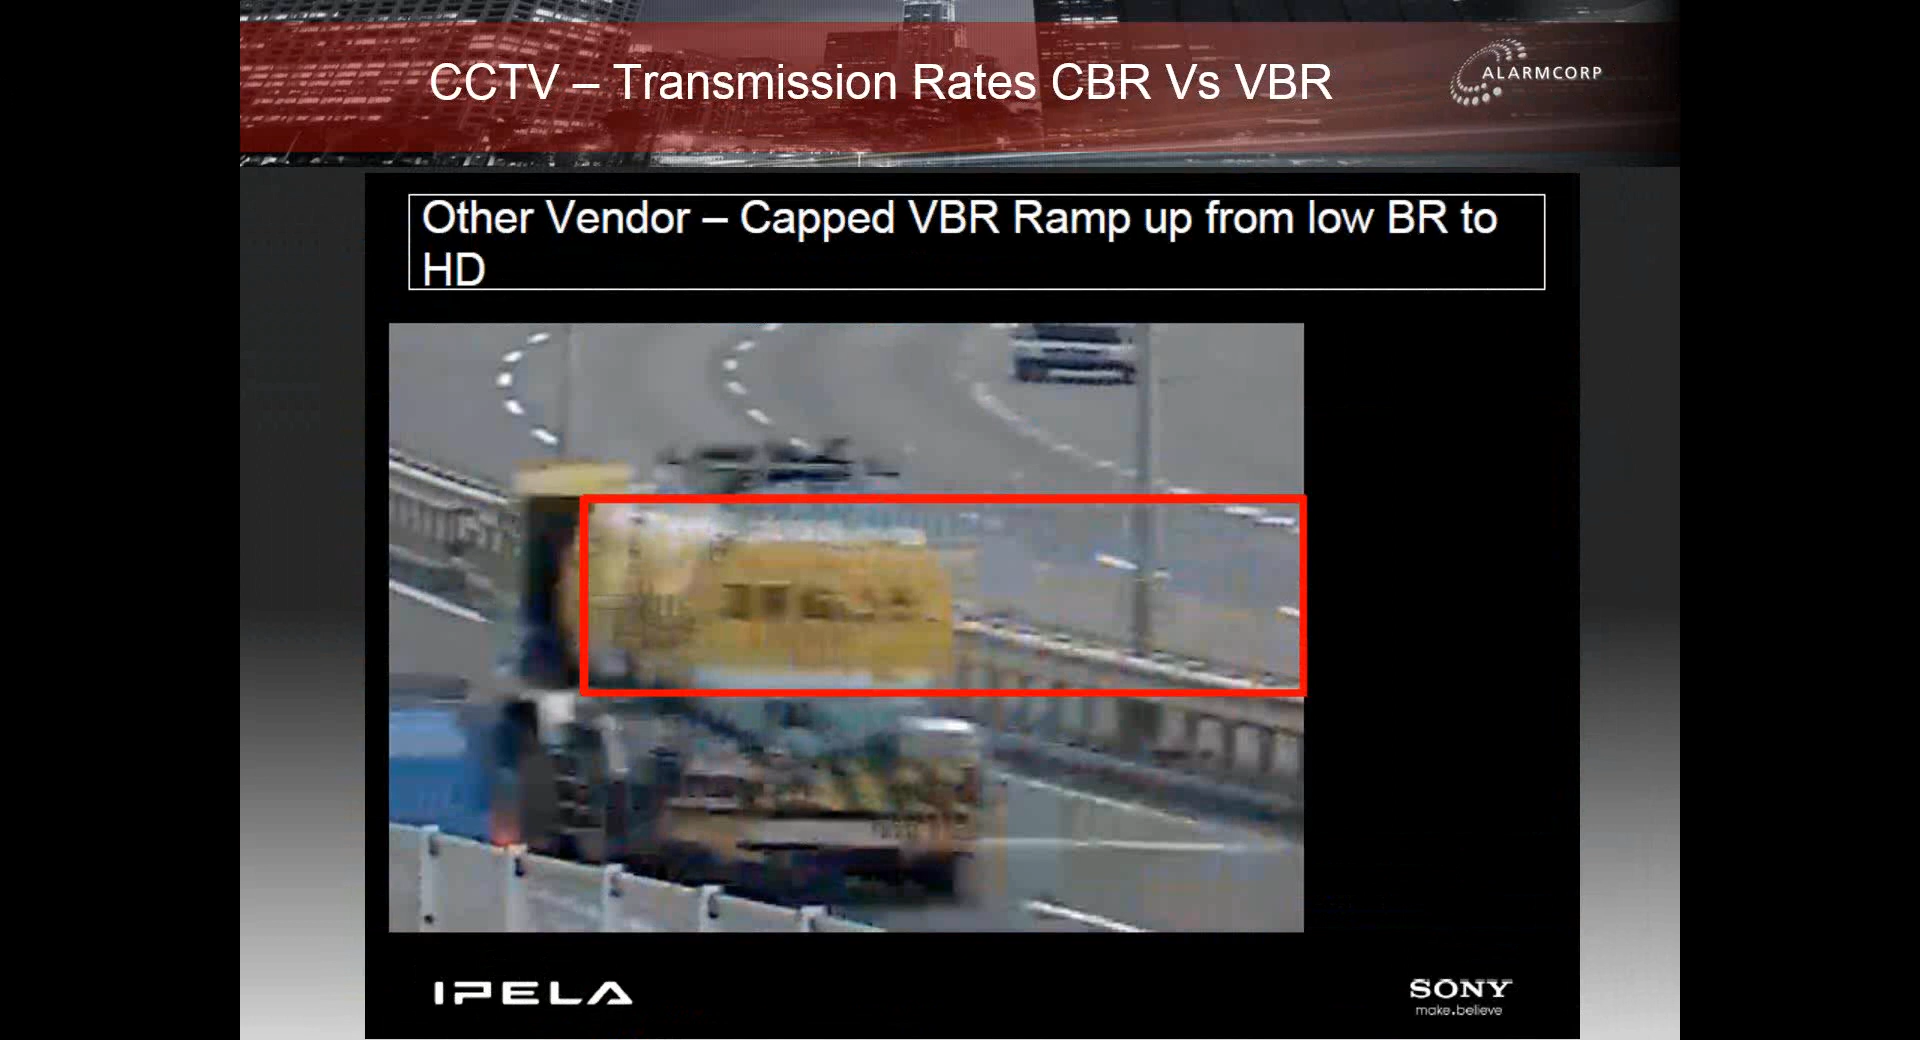 CCTV – Transmission Rates CBR Vs VBR
ALARMCORP
Other Vendor – Capped VBR Ramp up from low BR to
HD
IPELA
SONY
make.believe